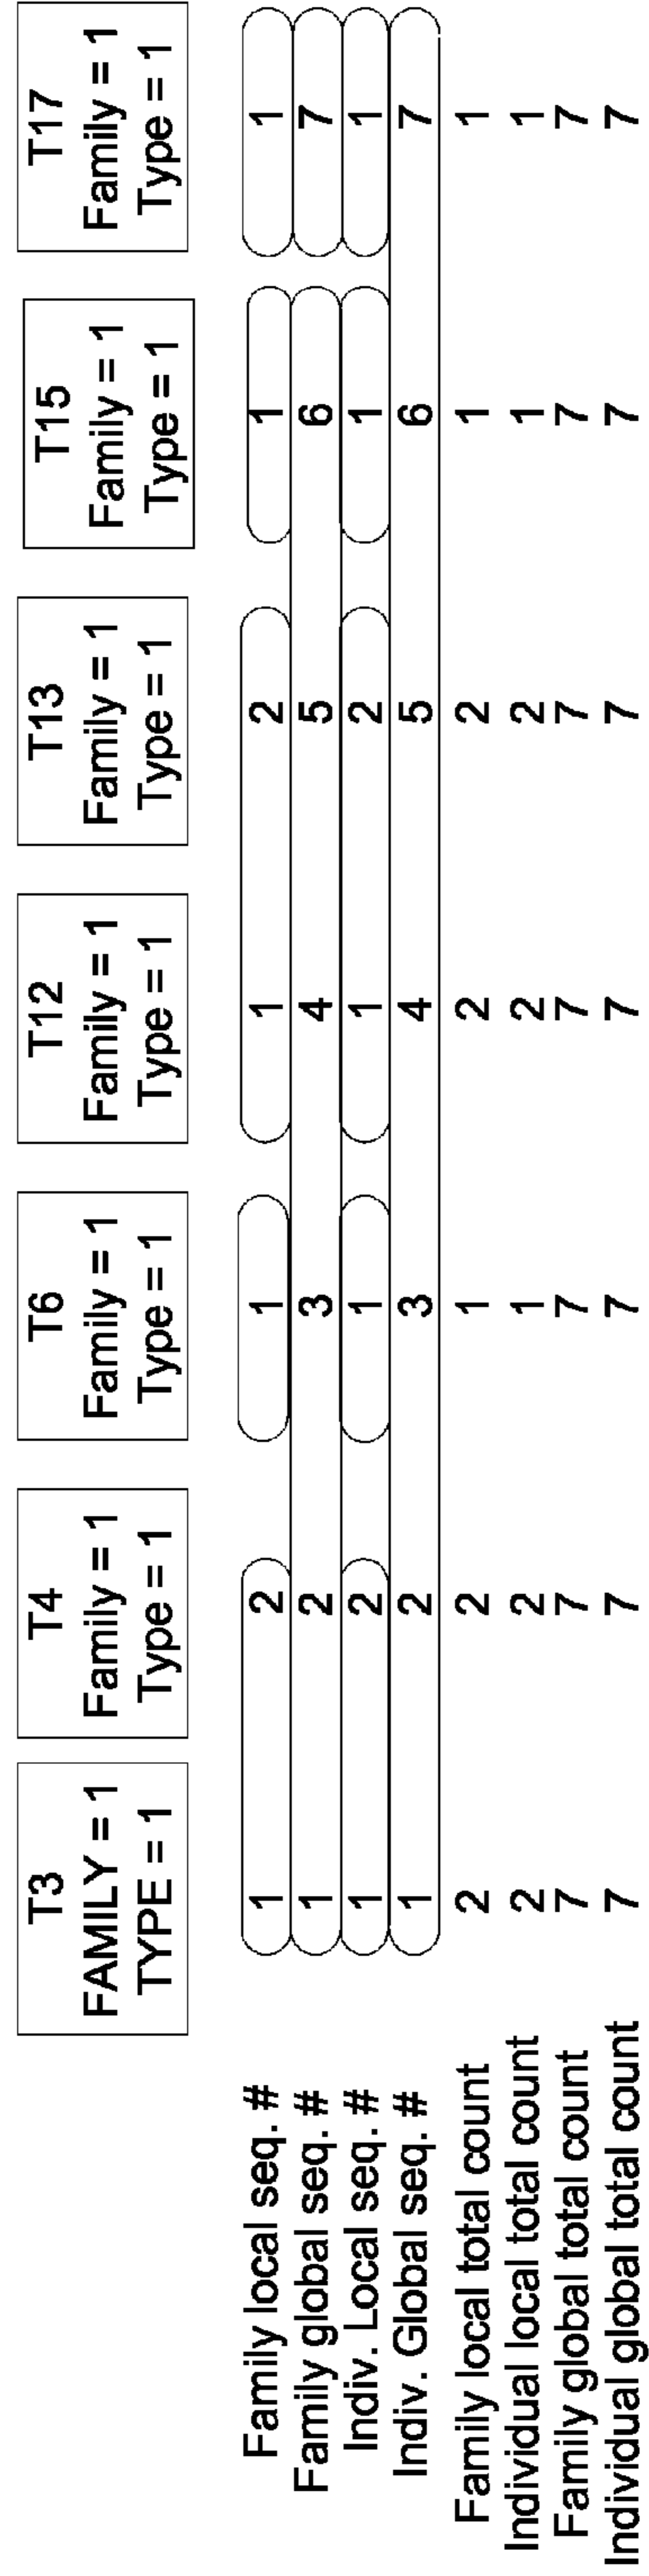 T3
FAMILY = 1
TYPE = 1
T4
Family = 1
Type = 1
T6
Family = 1
Type = 1
T12
Family = 1
Type = 1
T13
Family = 1
Type = 1
T15
Family = 1
Type = 1
T17
Family = 1
Type = 1
Family local seq. # 1 2 1 1 2 1 1
Family global seq. # 1 2 3 4 5 6 7
Indiv. Local seq. # 1 2 1 1 2 1 1
Indiv. Global seq. # 1 2 3 4 5 6 7
Family local total count 2 2 1 2 2 1 1
Individual local total count 2 2 1 2 2 1 1
Family global total count 7 7 7 7 7 7 7
Individual global total count 7 7 7 7 7 7 7